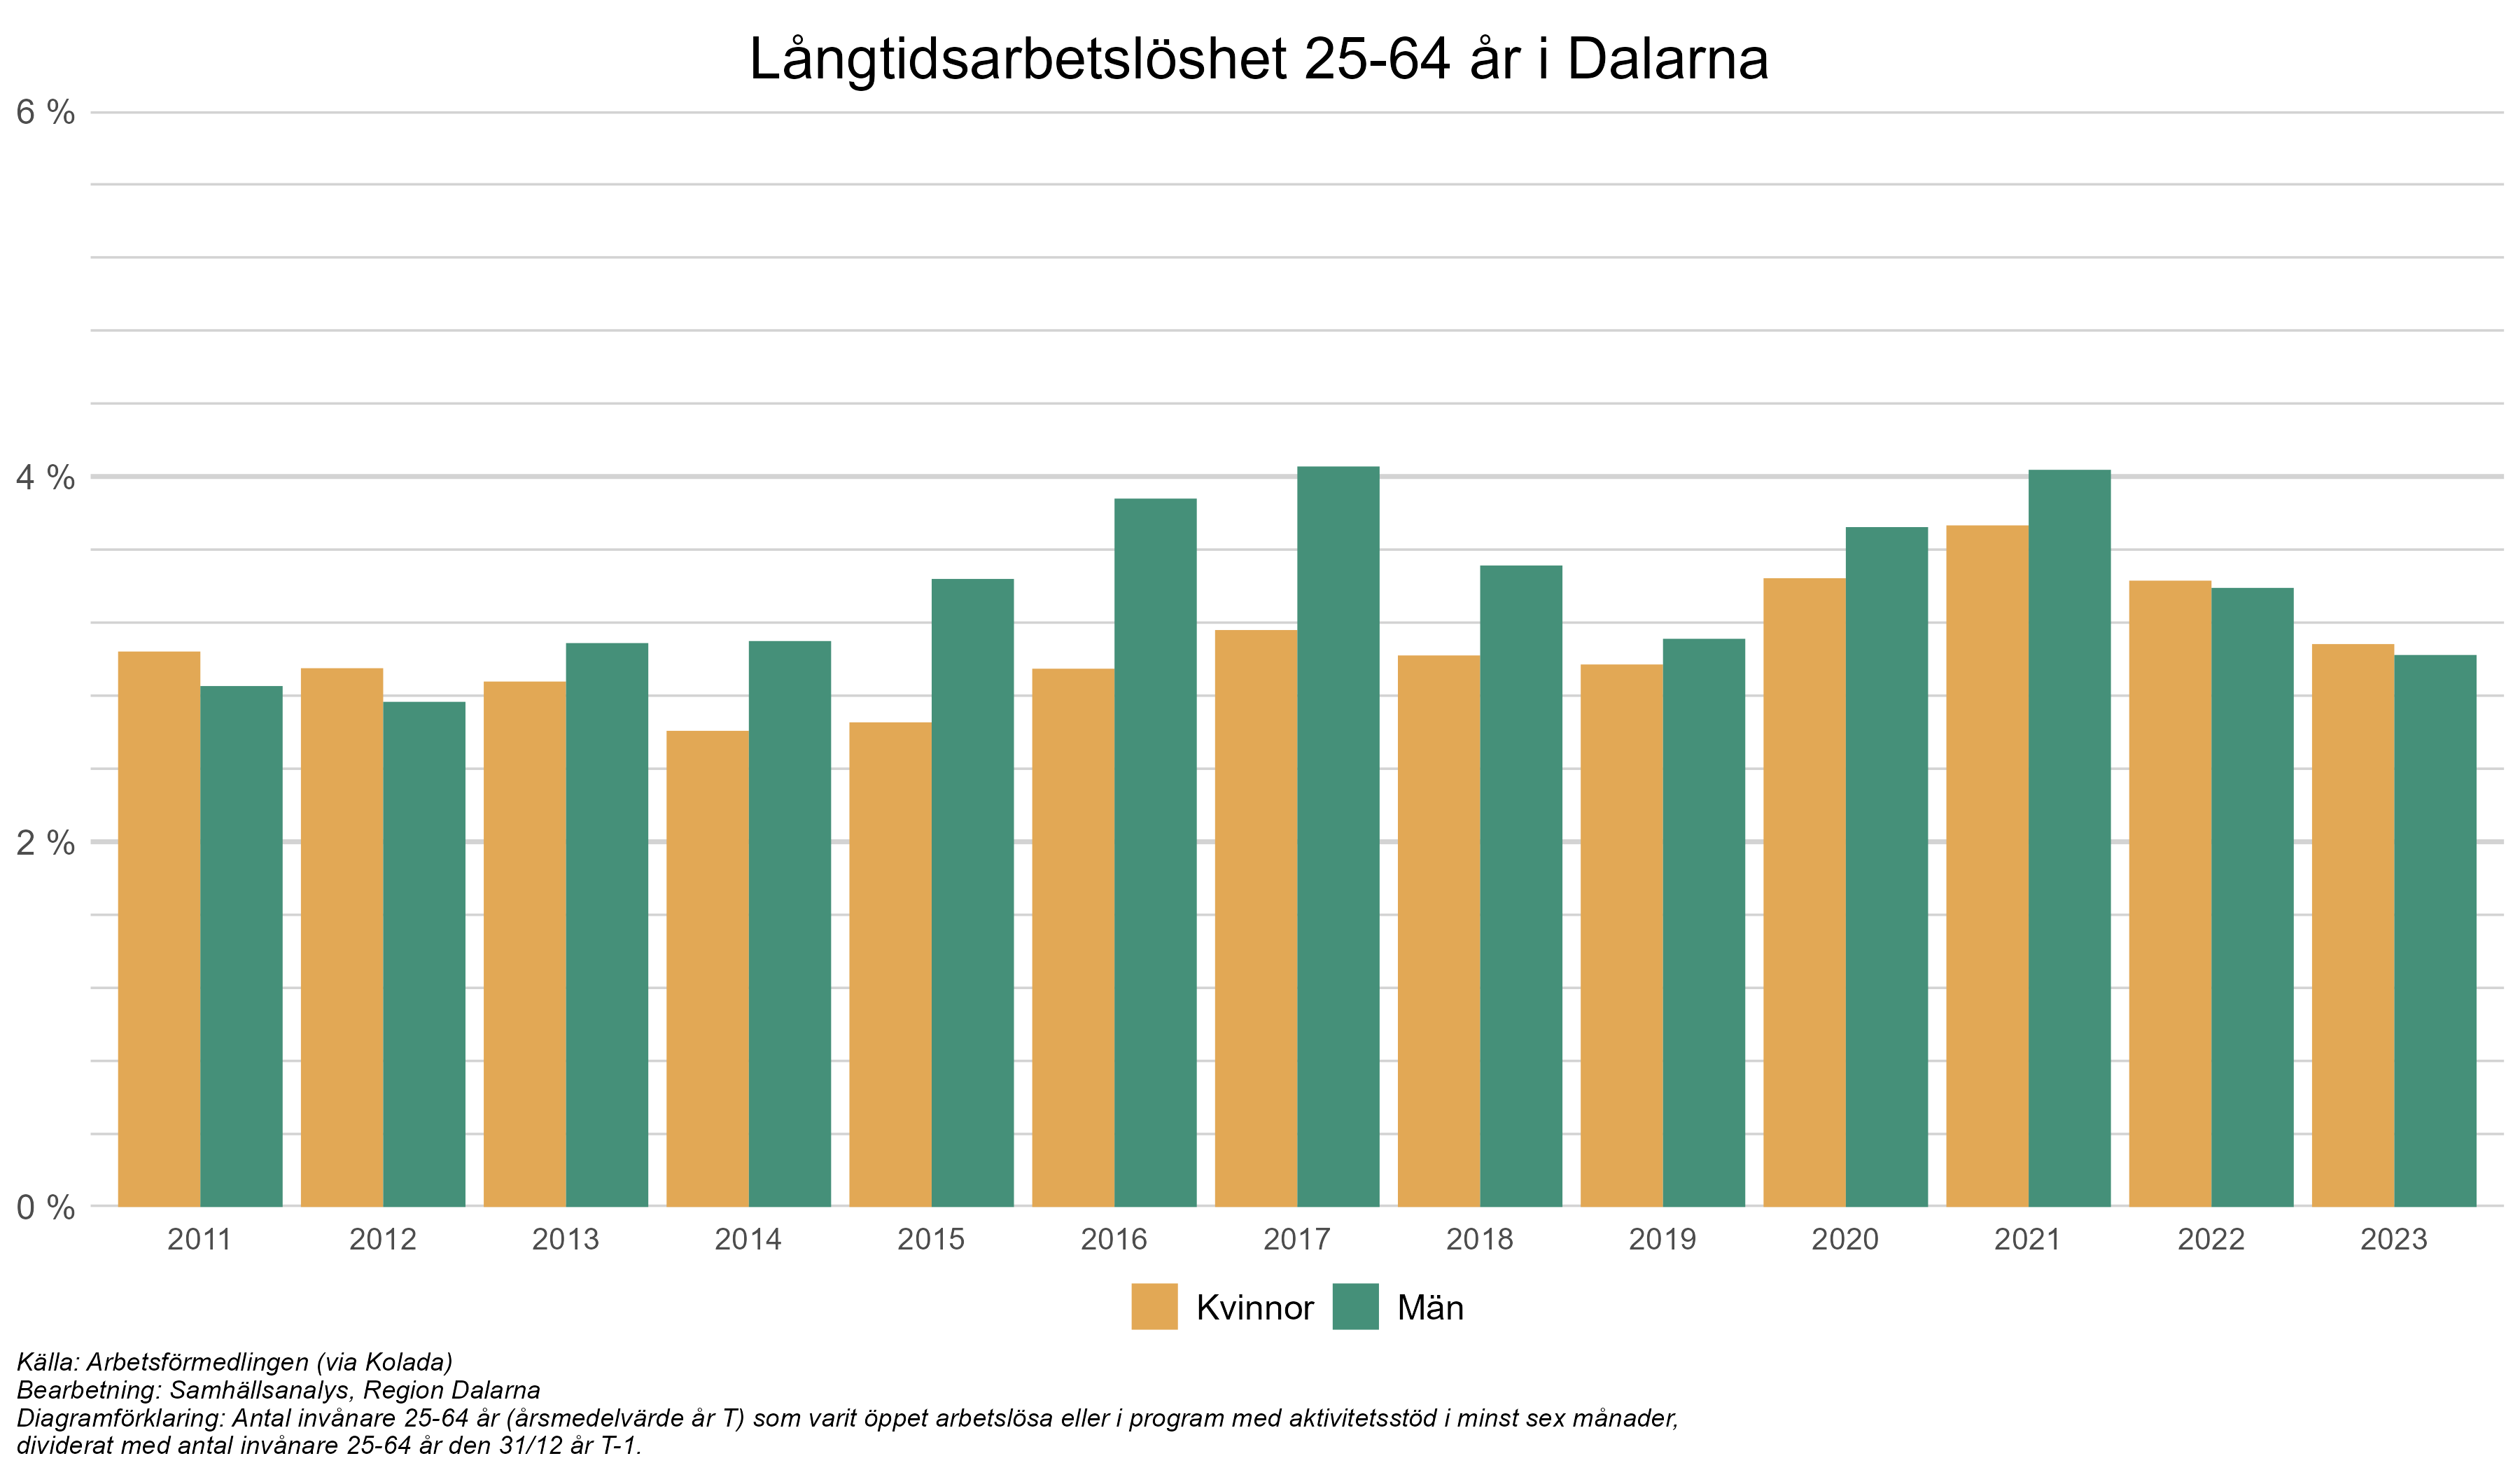 Långtidsarbetslöshet 25-64 år i Dalarna
6 %
4 %
2 %
0 %
2011 2012 2013 2014 2015 2016 2017 2018 2019 2020 2021 2022 2023
Kvinnor Män
Källa: Arbetsförmedlingen (via Kolada)
Bearbetning: Samhällsanalys, Region Dalarna
Diagramförklaring: Antal invånare 25-64 år (årsmedelvärde år T) som varit öppet arbetslösa eller i program med aktivitetsstöd i minst sex månader,
dividerat med antal invånare 25-64 år den 31/12 år T-1.